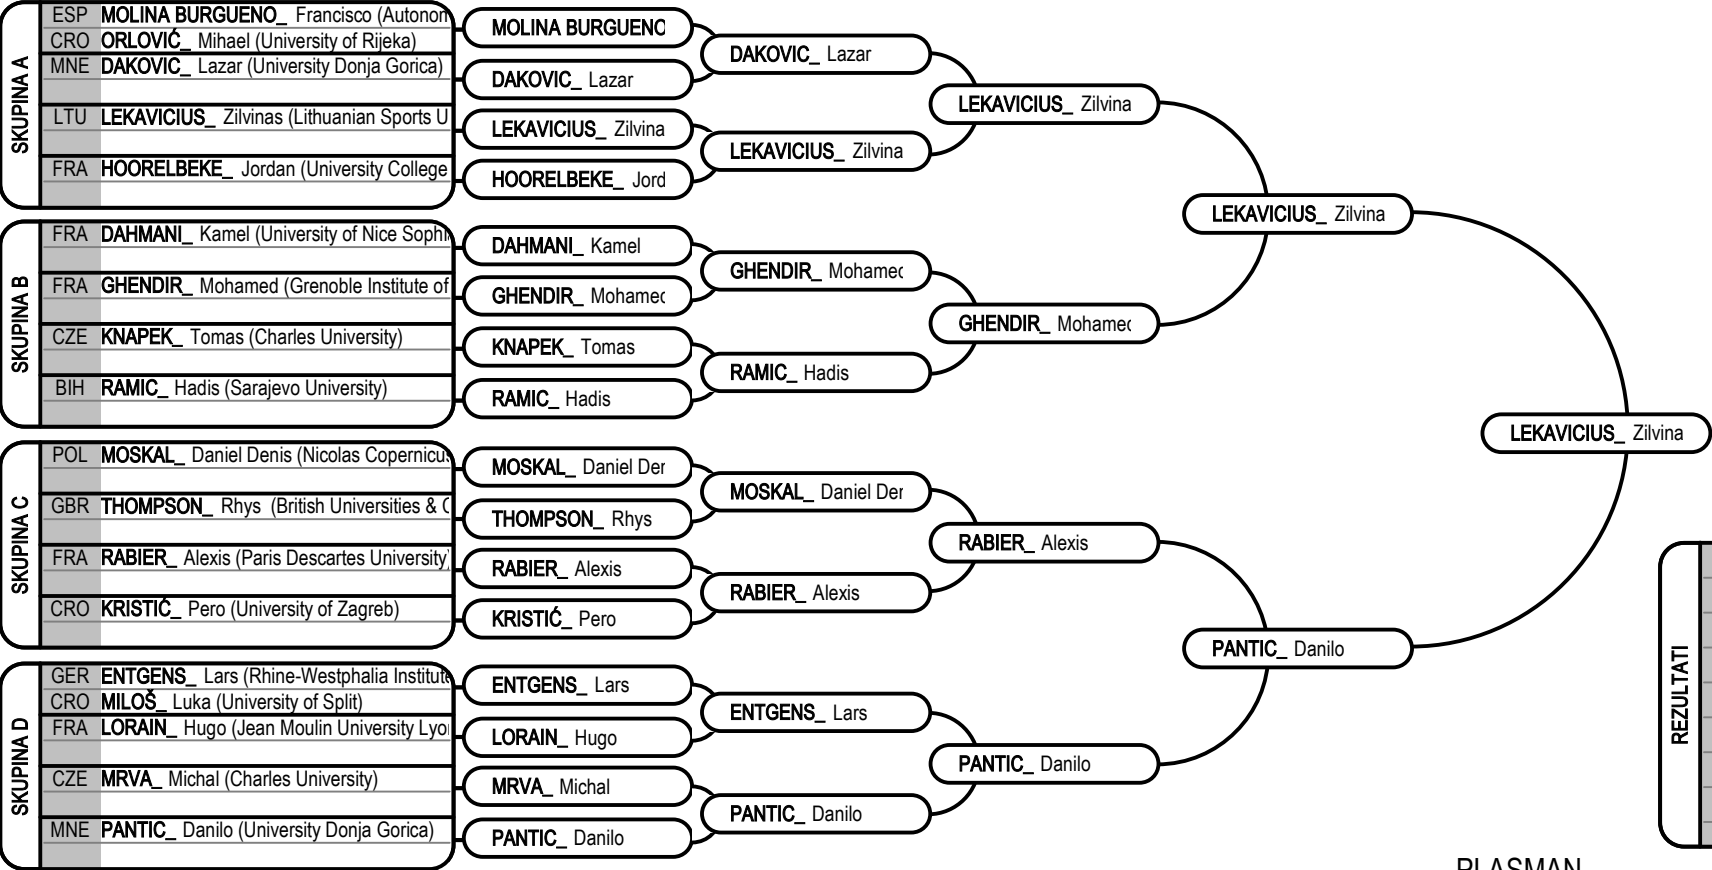 SKUPINA A
ESP MOLINA BURGUENO_ Francisco (Autonom
CRO ORLOVIĆ_ Mihael (University of Rijeka)
MNE DAKOVIC_ Lazar (University Donja Gorica)
LTU LEKAVICIUS_ Zilvinas (Lithuanian Sports U
FRA HOORELBEKE_ Jordan (University College
SKUPINA B
FRA DAHMANI_ Kamel (University of Nice Sophi
FRA GHENDIR_ Mohamed (Grenoble Institute of
CZE KNAPEK_ Tomas (Charles University)
BIH RAMIC_ Hadis (Sarajevo University)
SKUPINA C
POL MOSKAL_ Daniel Denis (Nicolas Copernicus
GBR THOMPSON_ Rhys (British Universities & C
FRA RABIER_ Alexis (Paris Descartes University)
CRO KRISTIĆ_ Pero (University of Zagreb)
SKUPINA D
GER ENTGENS_ Lars (Rhine-Westphalia Institute
CRO MILOŠ_ Luka (University of Split)
FRA LORAIN_ Hugo (Jean Moulin University Lyon
CZE MRVA_ Michal (Charles University)
MNE PANTIC_ Danilo (University Donja Gorica)
MOLINA BURGUENO
DAKOVIC_ Lazar
LEKAVICIUS_ Zilvina
HOORELBEKE_ Jord
DAHMANI_ Kamel
GHENDIR_ Mohamed
KNAPEK_ Tomas
RAMIC_ Hadis
MOSKAL_ Daniel Der
THOMPSON_ Rhys
RABIER_ Alexis
KRISTIĆ_ Pero
ENTGENS_ Lars
LORAIN_ Hugo
MRVA_ Michal
PANTIC_ Danilo
DAKOVIC_ Lazar
LEKAVICIUS_ Zilvina
GHENDIR_ Mohamed
RAMIC_ Hadis
MOSKAL_ Daniel Der
RABIER_ Alexis
ENTGENS_ Lars
PANTIC_ Danilo
LEKAVICIUS_ Zilvina
GHENDIR_ Mohamed
RABIER_ Alexis
PANTIC_ Danilo
LEKAVICIUS_ Zilvina
PANTIC_ Danilo
LEKAVICIUS_ Zilvina
REZULTATI
PLASMAN